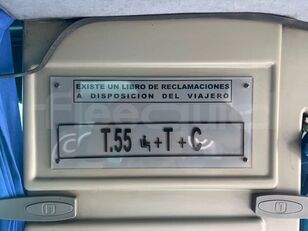 EXISTE UN LIBRO DE RECLAMACIONES
A DISPOSICION DEL VIAJERO
T.55 + T + C